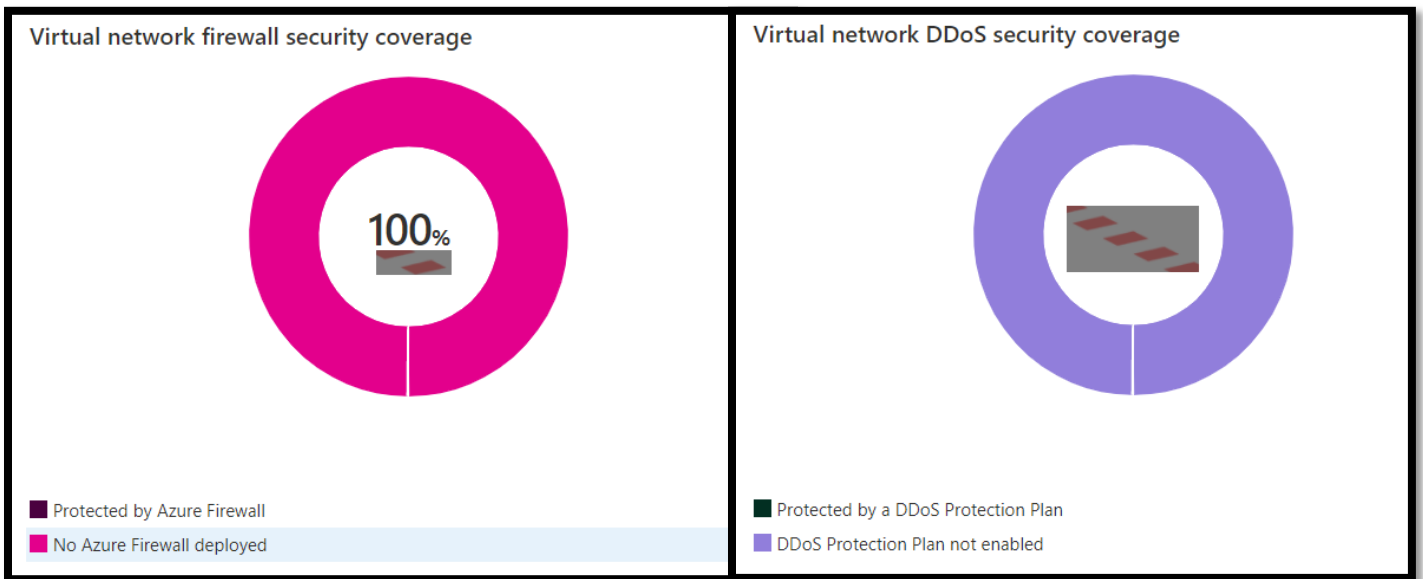 Virtual network firewall security coverage
100%
Protected by Azure Firewall
No Azure Firewall deployed
Virtual network DDoS security coverage
Protected by a DDoS Protection Plan
DDoS Protection Plan not enabled